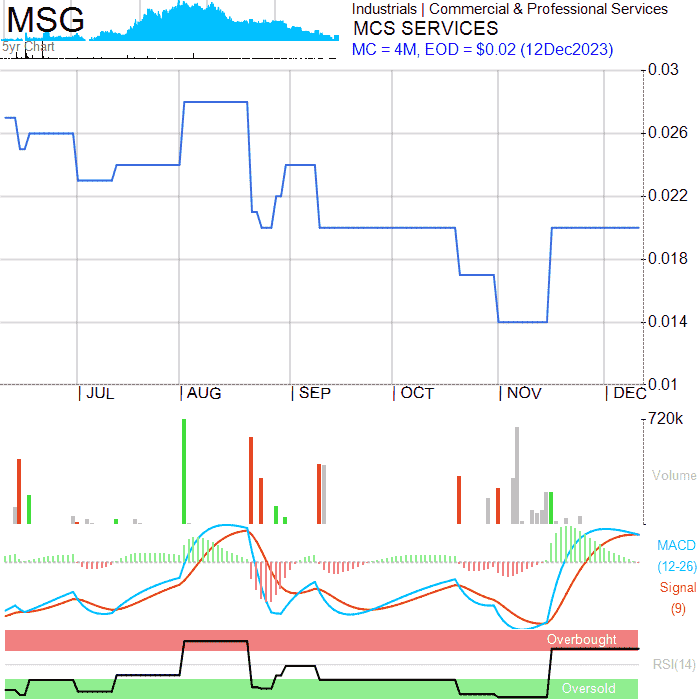 MSG
5yr Chart
Industrials | Commercial & Professional Services
MCS SERVICES
MC = 4M, EOD = $0.02 (12Dec2023)
0.03
0.026
0.022
0.018
0.014
0.01
| JUL | AUG | SEP | OCT | NOV | DEC
720k
Volume
MACD
(12-26)
Signal
(9)
Overbought
RSI(14)
Oversold